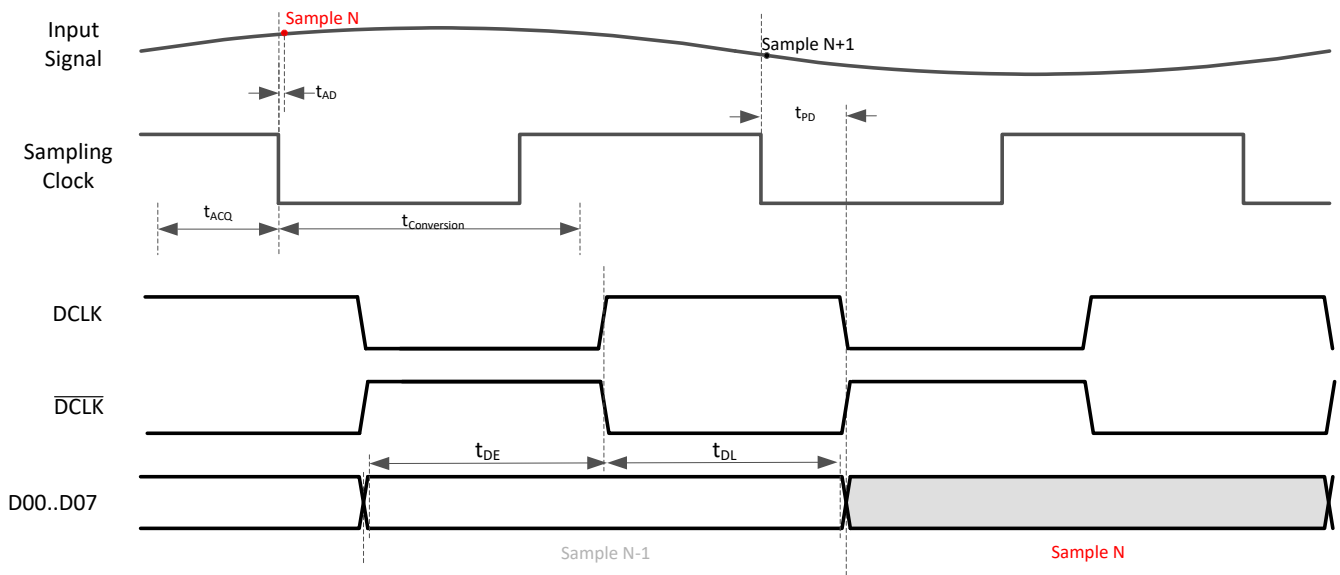 Input
Signal
Sample N
Sample N+1
tAD
tPD
Sampling
Clock
tACQ
tConversion
DCLK
DCLK
tDE
tDL
D00..D07
Sample N-1
Sample N